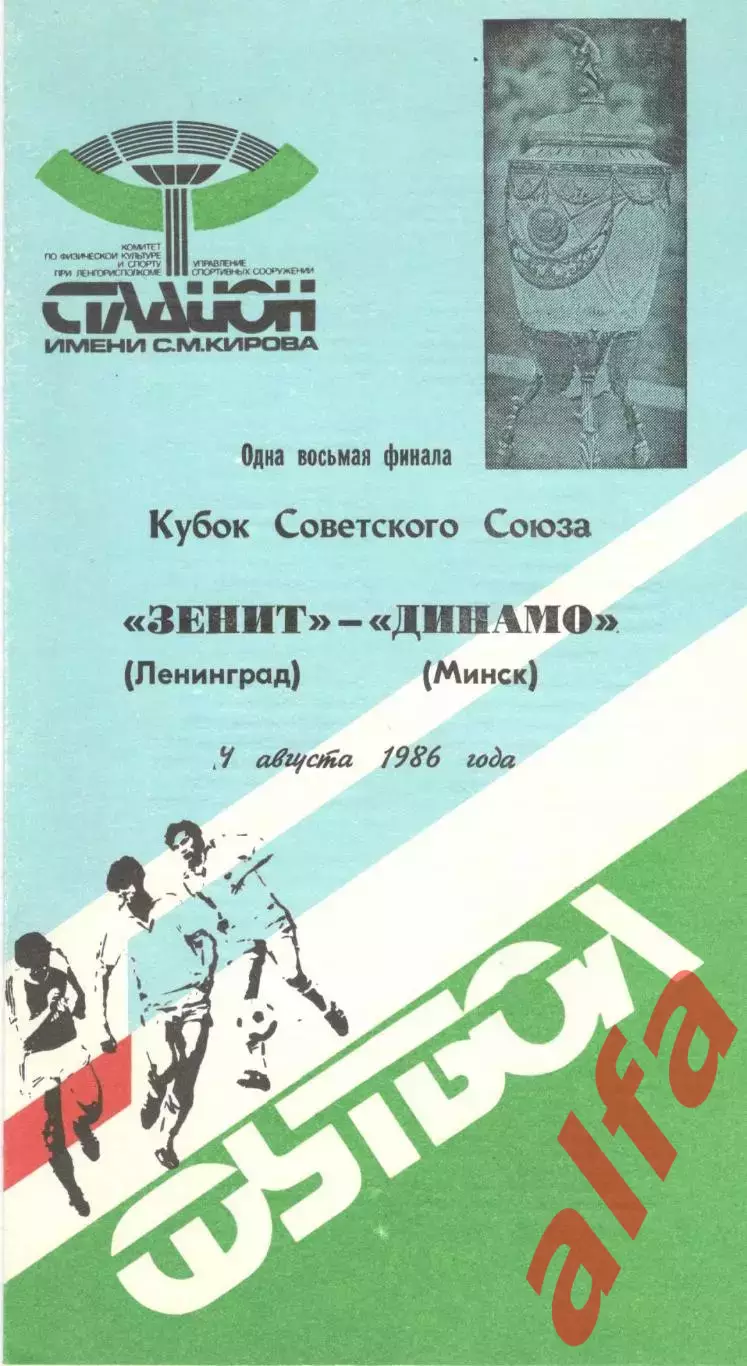 КОМИТЕТ
ПО ФИЗИЧЕСКОЙ КУЛЬТУРЕ
И СПОРТУ
ПРИ ЛЕНГОРИСПОЛКОМЕ
УПРАВЛЕНИЕ
СПОРТИВНЫХ СООРУЖЕНИЙ
СТАДИОН
ИМЕНИ С.М.КИРОВА
Одна восьмая финала
Кубок Советского Союза
«ЗЕНИТ»–«ДИНАМО»
(Ленинград) (Минск)
августа 1986 года
ФУТБОЛ
alfa